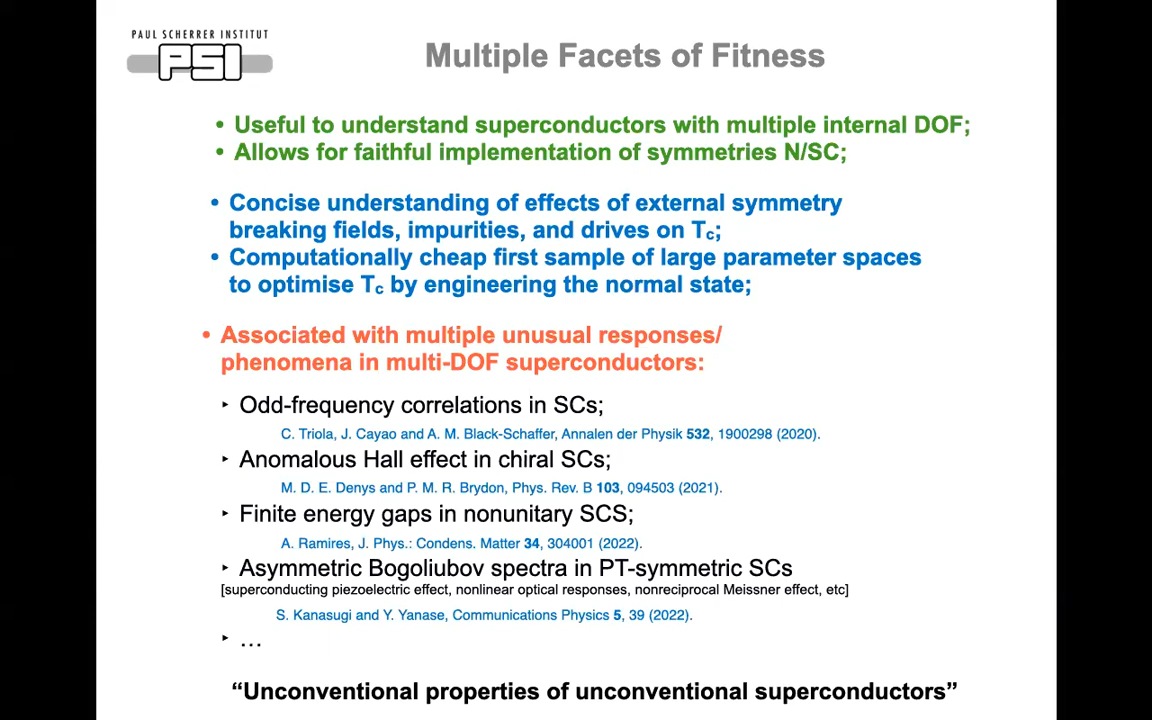 PAUL SCHERRER INSTITUT
PSI
Multiple Facets of Fitness
• Useful to understand superconductors with multiple internal DOF;
• Allows for faithful implementation of symmetries N/SC;
• Concise understanding of effects of external symmetry
breaking fields, impurities, and drives on Tc;
• Computationally cheap first sample of large parameter spaces
to optimise Tc by engineering the normal state;
• Associated with multiple unusual responses/
phenomena in multi-DOF superconductors:
‣ Odd-frequency correlations in SCs;
C. Triola, J. Cayao and A. M. Black-Schaffer, Annalen der Physik 532, 1900298 (2020).
‣ Anomalous Hall effect in chiral SCs;
M. D. E. Denys and P. M. R. Brydon, Phys. Rev. B 103, 094503 (2021).
‣ Finite energy gaps in nonunitary SCS;
A. Ramires, J. Phys.: Condens. Matter 34, 304001 (2022).
‣ Asymmetric Bogoliubov spectra in PT-symmetric SCs
[superconducting piezoelectric effect, nonlinear optical responses, nonreciprocal Meissner effect, etc]
S. Kanasugi and Y. Yanase, Communications Physics 5, 39 (2022).
‣ …
“Unconventional properties of unconventional superconductors”